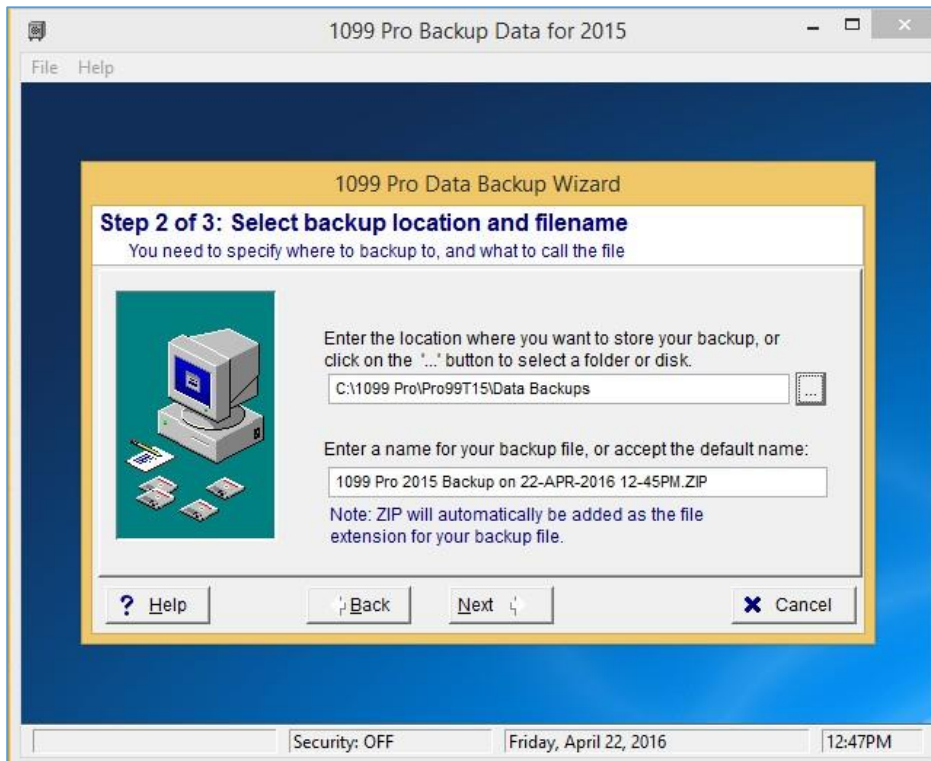 1099 Pro Backup Data for 2015
File Help
1099 Pro Data Backup Wizard
Step 2 of 3: Select backup location and filename
You need to specify where to backup to, and what to call the file
Enter the location where you want to store your backup, or
click on the '...' button to select a folder or disk.
C:\1099 Pro\Pro99T15\Data Backups
...
Enter a name for your backup file, or accept the default name:
1099 Pro 2015 Backup on 22-APR-2016 12-45PM.ZIP
Note: ZIP will automatically be added as the file
extension for your backup file.
? Help Back Next Cancel
Security: OFF Friday, April 22, 2016 12:47PM